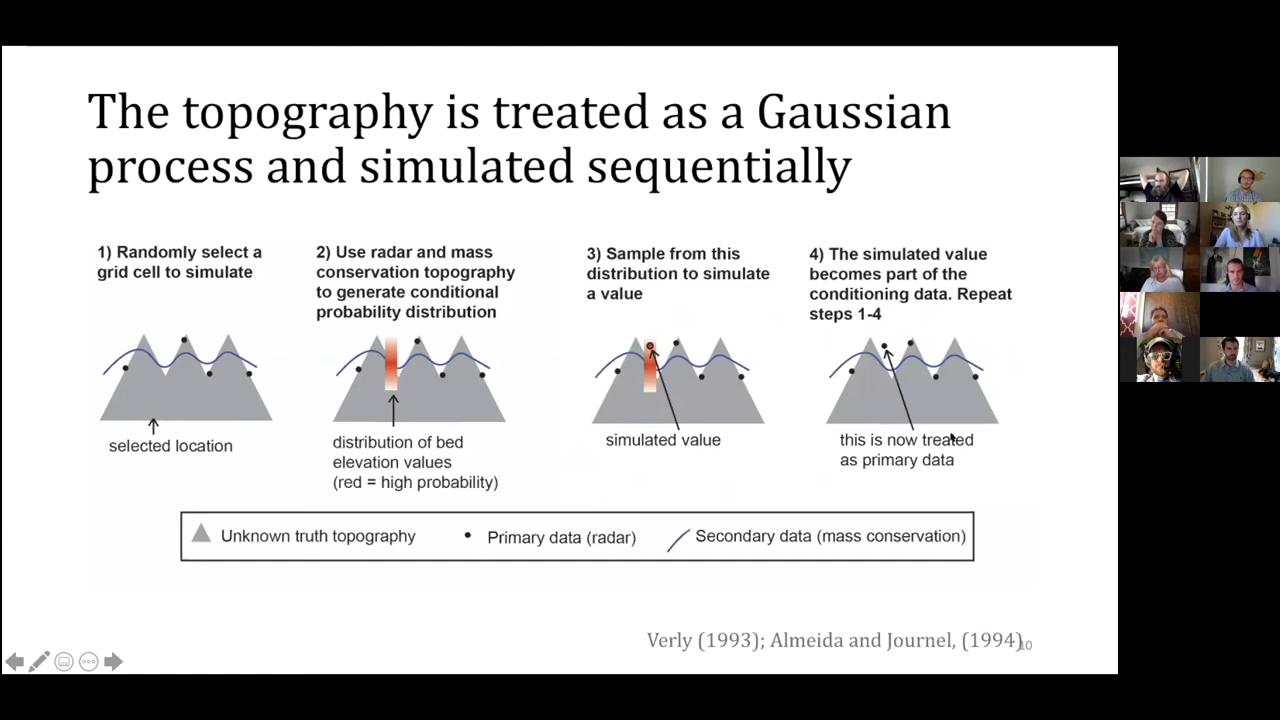 The topography is treated as a Gaussian
process and simulated sequentially
1) Randomly select a
grid cell to simulate
2) Use radar and mass
conservation topography
to generate conditional
probability distribution
3) Sample from this
distribution to simulate
a value
4) The simulated value
becomes part of the
conditioning data. Repeat
steps 1-4
selected location
distribution of bed
elevation values
(red = high probability)
simulated value
this is now treated
as primary data
Unknown truth topography
Primary data (radar)
Secondary data (mass conservation)
Verly (1993); Almeida and Journel, (1994)
10